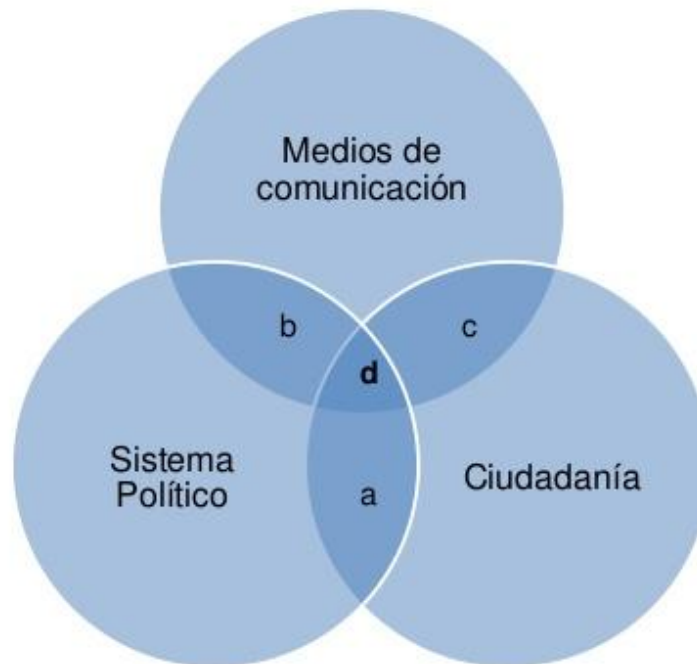 Medios de
comunicación
b
c
d
Sistema
Político
a
Ciudadanía